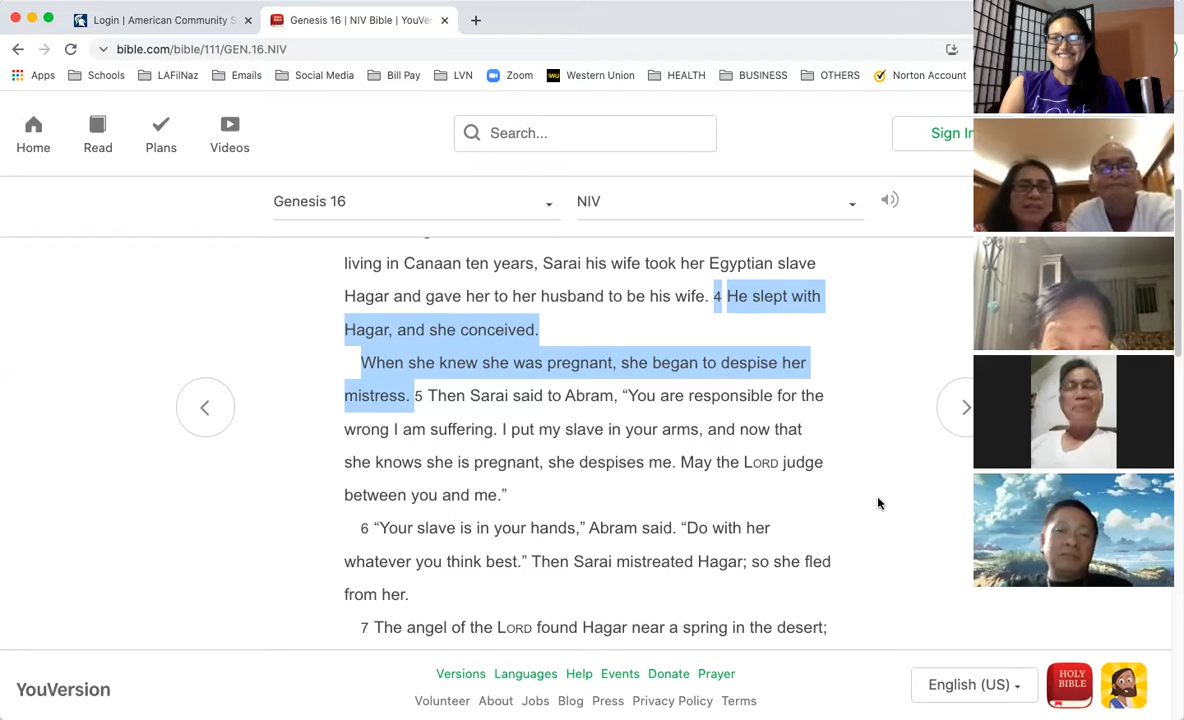 Login | American Community S
Genesis 16 | NIV Bible | YouVer
bible.com/bible/111/GEN.16.NIV
Apps Schools LAFilNaz Emails Social Media Bill Pay LVN Zoom WU Western Union HEALTH BUSINESS OTHERS Norton Account
Home Read Plans Videos
Search...
Sign In
Genesis 16 NIV
living in Canaan ten years, Sarai his wife took her Egyptian slave
Hagar and gave her to her husband to be his wife. 4 He slept with
Hagar, and she conceived.
When she knew she was pregnant, she began to despise her
mistress. 5 Then Sarai said to Abram, “You are responsible for the
wrong I am suffering. I put my slave in your arms, and now that
she knows she is pregnant, she despises me. May the LORD judge
between you and me.”
6 “Your slave is in your hands,” Abram said. “Do with her
whatever you think best.” Then Sarai mistreated Hagar; so she fled
from her.
7 The angel of the LORD found Hagar near a spring in the desert;
YouVersion
Versions Languages Help Events Donate Prayer
Volunteer About Jobs Blog Press Privacy Policy Terms
English (US)
HOLY
BIBLE